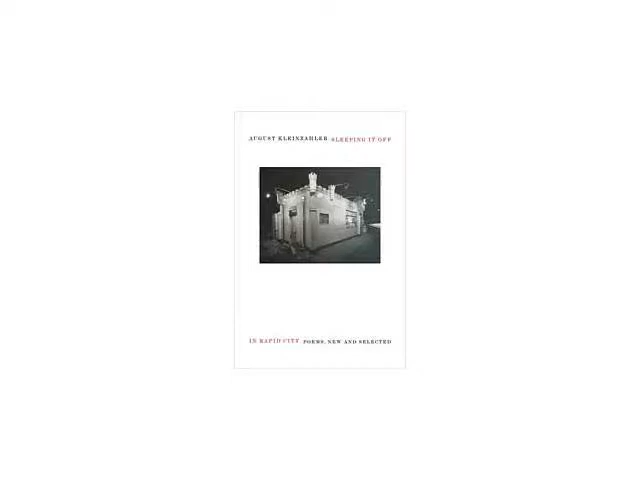 AUGUST KLEINZAHLER SLEEPING IT OFF
IN RAPID CITY POEMS, NEW AND SELECTED